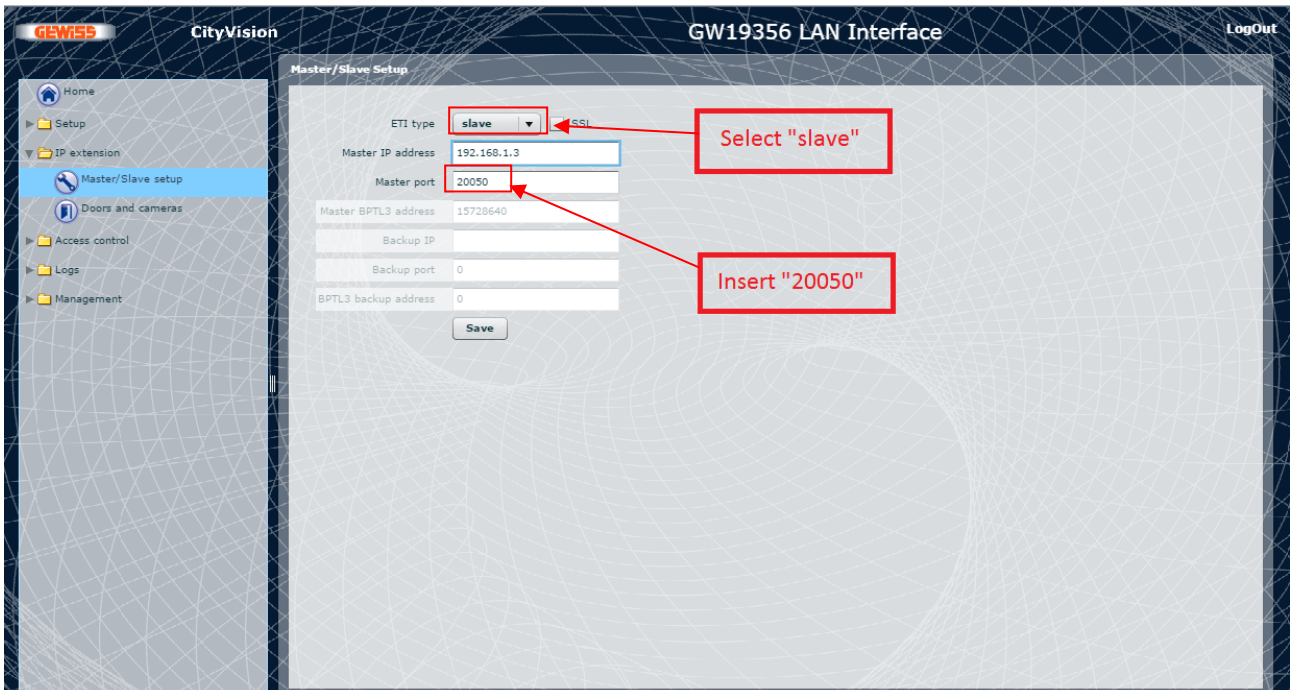 GEWISS
CityVision
GW19356 LAN Interface
LogOut
Master/Slave Setup
Home
Setup
IP extension
Master/Slave setup
Doors and cameras
Access control
Logs
Management
ETI type slave SSL
Master IP address 192.168.1.3
Master port 20050
Master BPTL3 address 15728640
Backup IP
Backup port 0
BPTL3 backup address 0
Save
Select "slave"
Insert "20050"